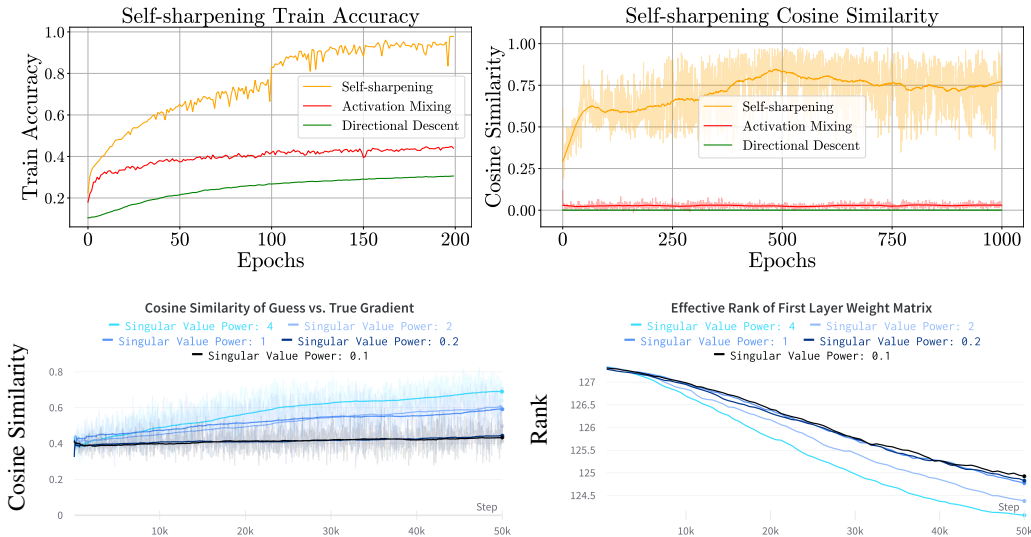 Self-sharpening Train Accuracy
Train Accuracy
1.0
0.8
0.6
0.4
0.2
Self-sharpening
Activation Mixing
Directional Descent
0
50
100
150
200
Epochs
Self-sharpening Cosine Similarity
Cosine Similarity
1.00
0.75
0.50
0.25
0.00
Self-sharpening
Activation Mixing
Directional Descent
0
250
500
750
1000
Epochs
Cosine Similarity of Guess vs. True Gradient
Singular Value Power: 4
Singular Value Power: 2
Singular Value Power: 1
Singular Value Power: 0.2
Singular Value Power: 0.1
Cosine Similarity
0.8
0.6
0.4
0.2
0
Step
10k
20k
30k
40k
50k
Effective Rank of First Layer Weight Matrix
Singular Value Power: 4
Singular Value Power: 2
Singular Value Power: 1
Singular Value Power: 0.2
Singular Value Power: 0.1
Rank
127
126.5
126
125.5
125
124.5
Step
10k
20k
30k
40k
50k